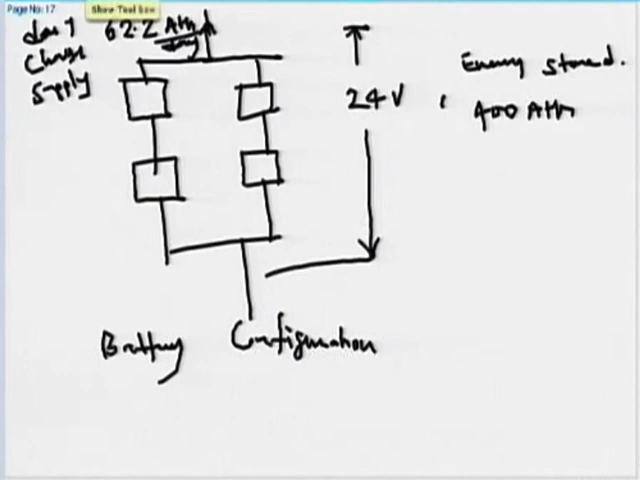 Page No: 17
Show Tool box
day 62.2 Ah/day
Charge
Supply
24V , Energy stored.
400 Ah
Battery Configuration